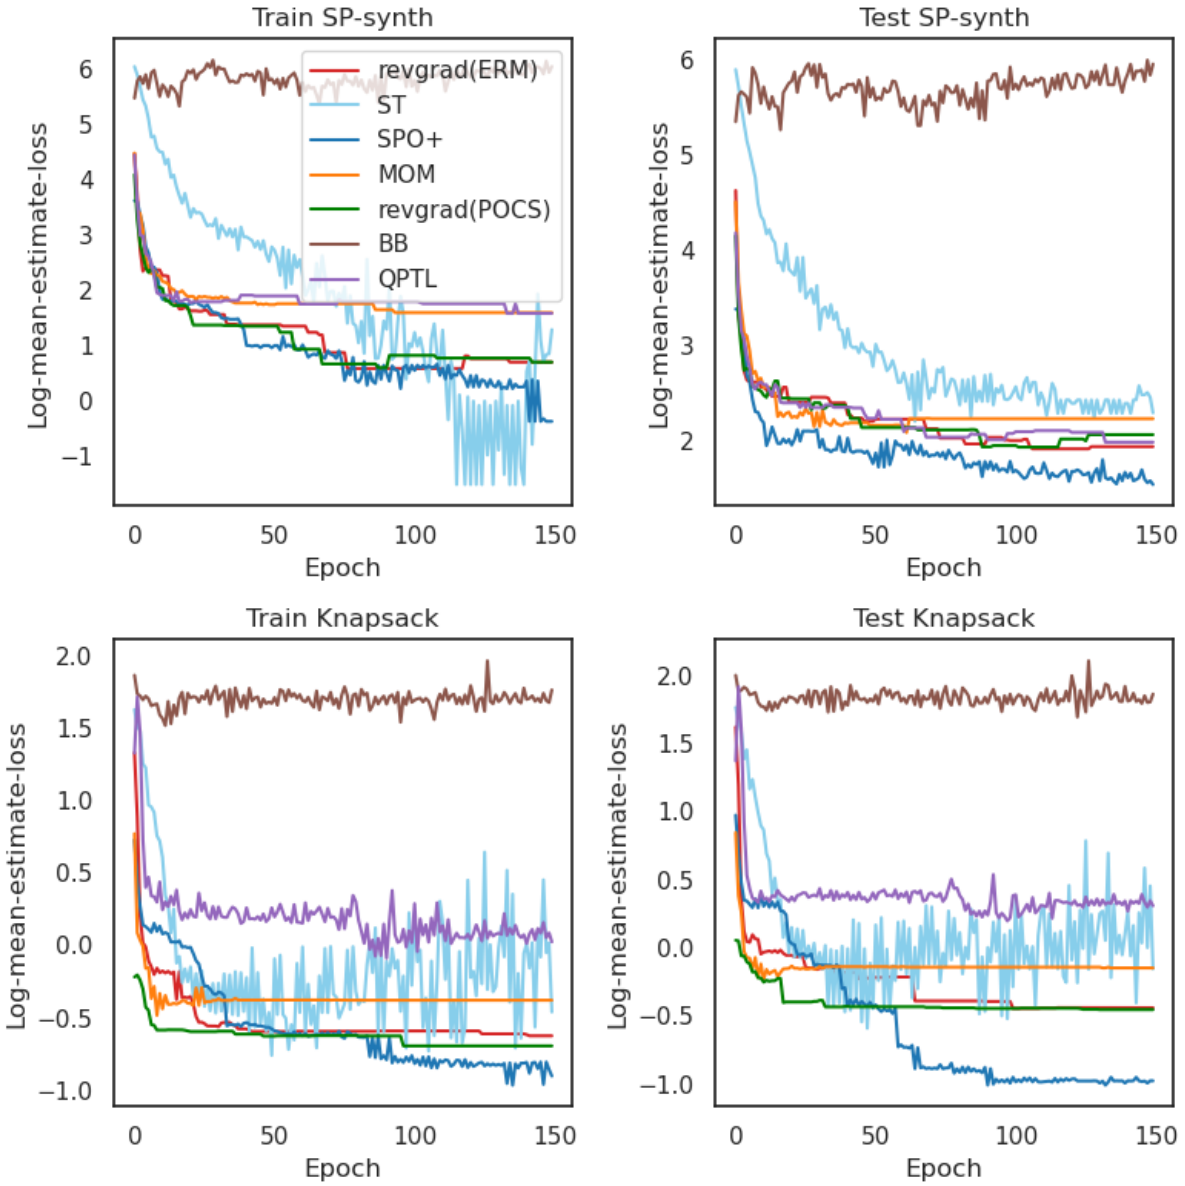 Train SP-synth
Log-mean-estimate-loss
6
5
4
3
2
1
0
−1
revgrad(ERM)
ST
SPO+
MOM
revgrad(POCS)
BB
QPTL
0 50 100 150
Epoch
Test SP-synth
Log-mean-estimate-loss
6
5
4
3
2
0 50 100 150
Epoch
Train Knapsack
Log-mean-estimate-loss
2.0
1.5
1.0
0.5
0.0
−0.5
−1.0
0 50 100 150
Epoch
Test Knapsack
Log-mean-estimate-loss
2.0
1.5
1.0
0.5
0.0
−0.5
−1.0
0 50 100 150
Epoch